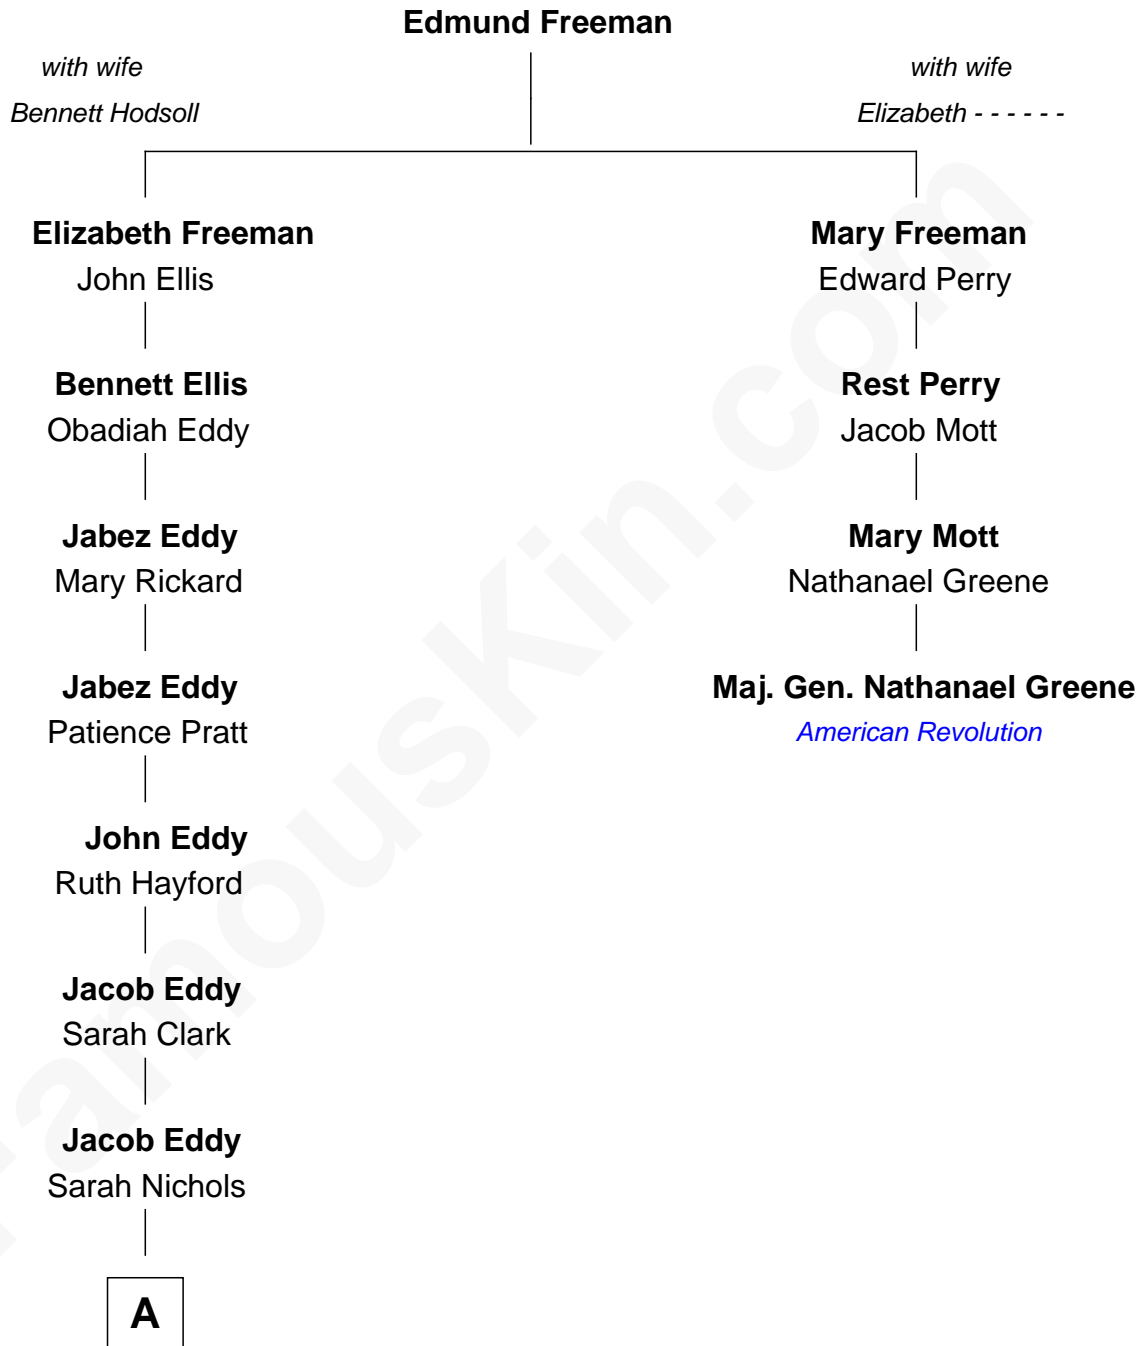 Edmund Freeman
with wife
Bennett Hodsoll
with wife
Elizabeth - - - - - -
Elizabeth Freeman
John Ellis
Mary Freeman
Edward Perry
Bennett Ellis
Obadiah Eddy
Rest Perry
Jacob Mott
Jabez Eddy
Mary Rickard
Mary Mott
Nathanael Greene
Jabez Eddy
Patience Pratt
Maj. Gen. Nathanael Greene
American Revolution
John Eddy
Ruth Hayford
Jacob Eddy
Sarah Clark
Jacob Eddy
Sarah Nichols
A
FamousKin.com